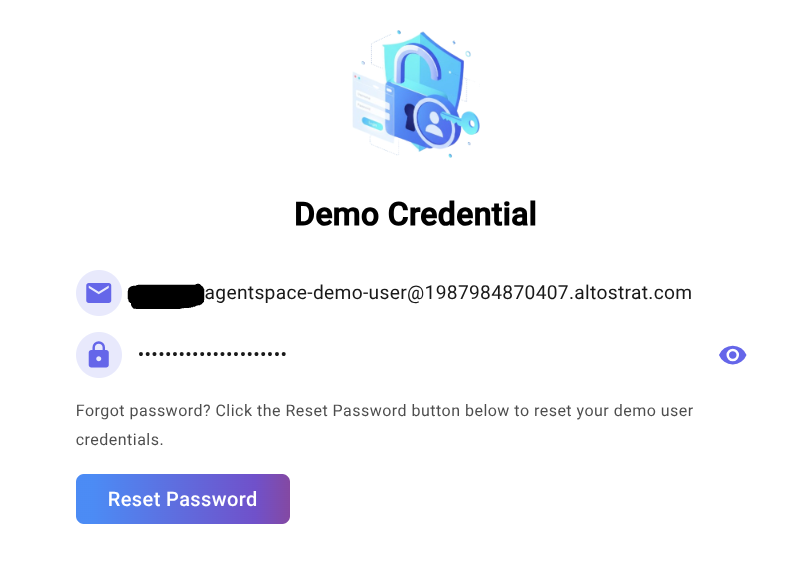 Demo Credential
agentspace-demo-user@1987984870407.altostrat.com
••••••••••••••••••••••
Forgot password? Click the Reset Password button below to reset your demo user
credentials.
Reset Password